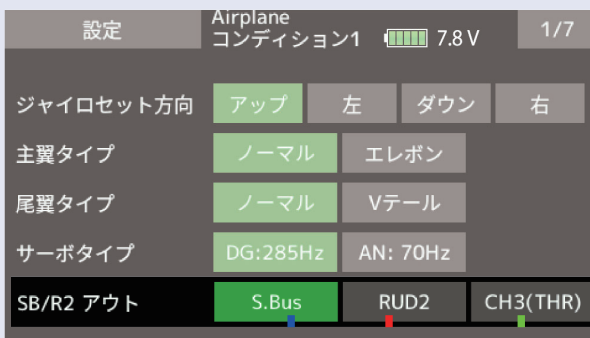 設定 Airplane 1/7
コンディション1 7.8 V
ジャイロセット方向 アップ 左 ダウン 右
主翼タイプ ノーマル エレボン
尾翼タイプ ノーマル Vテール
サーボタイプ DG:285Hz AN: 70Hz
SB/R2 アウト S.Bus RUD2 CH3(THR)